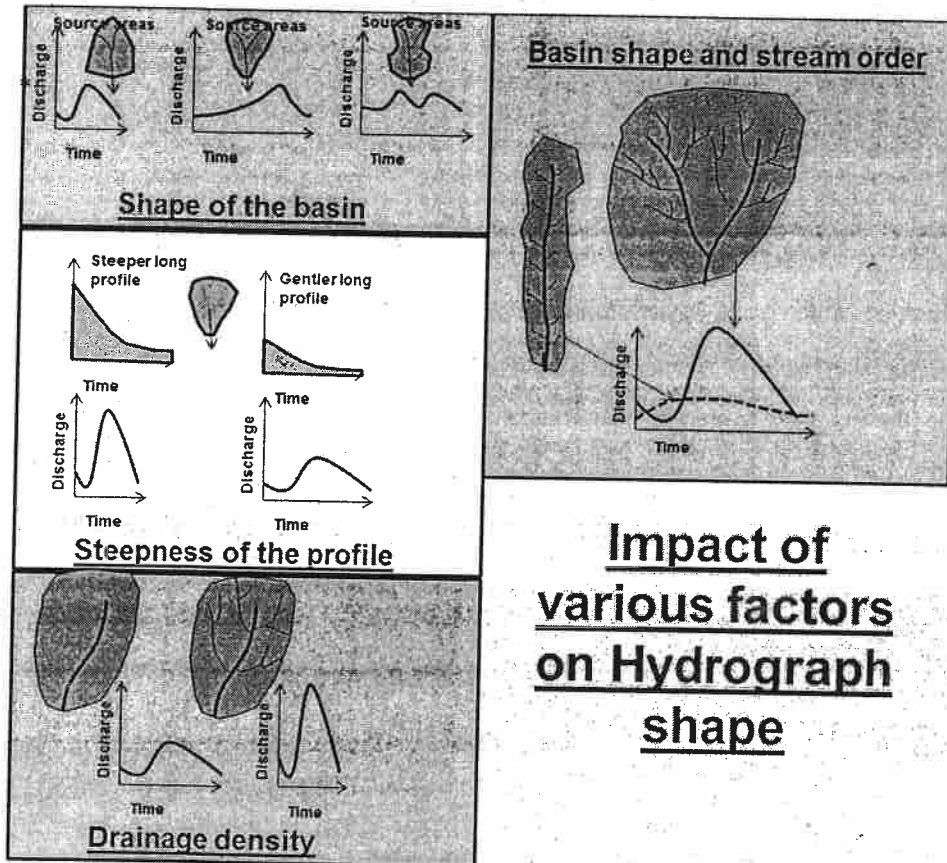 Source areas
Source areas
Source areas
Discharge
Time
Discharge
Time
Discharge
Time
Shape of the basin
Basin shape and stream order
Discharge
Time
Steeper long
profile
Time
Gentler long
profile
Time
Discharge
Time
Discharge
Time
Steepness of the profile
Discharge
Time
Discharge
Time
Drainage density
Impact of
various factors
on Hydrograph
shape